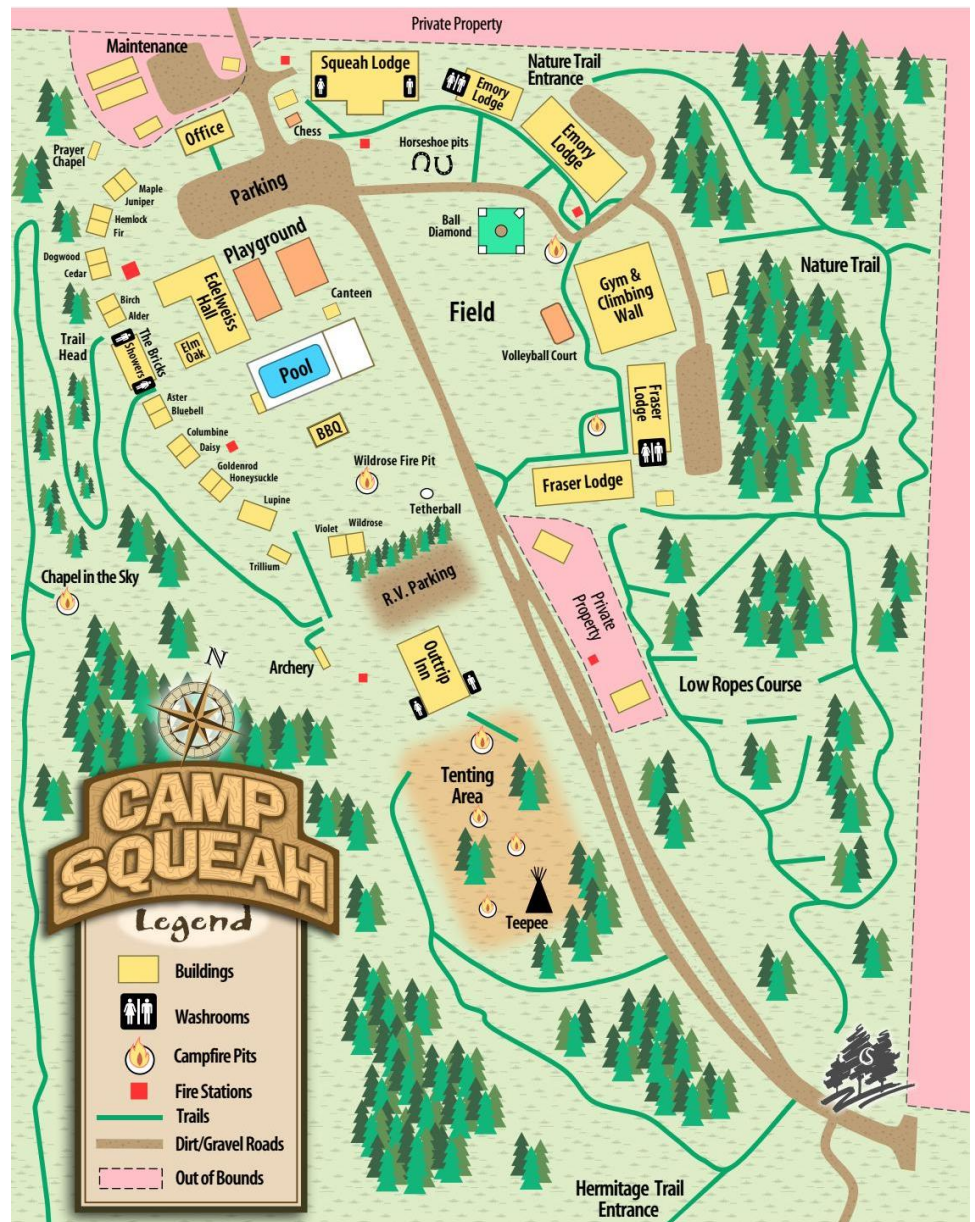 Private Property
Maintenance
Squeah Lodge
Nature Trail
Entrance
Emory
Lodge
Office
Chess
Horseshoe pits
Emory
Lodge
Prayer
Chapel
Parking
Maple
Juniper
Hemlock
Fir
Ball
Diamond
Dogwood
Cedar
Playground
Nature Trail
Edelweiss
Hall
Gym &
Climbing
Wall
Birch
Alder
Canteen
Field
Trail
Head
The Bricks
Showers
Elm
Oak
Volleyball Court
Pool
Aster
Bluebell
Fraser
Lodge
Columbine
Daisy
BBQ
Goldenrod
Honeysuckle
Wildrose Fire Pit
Fraser Lodge
Lupine
Tetherball
Violet
Wildrose
Trillium
Chapel in the Sky
R.V. Parking
Private
Property
N
Archery
Outtrip
Inn
Low Ropes Course
Tenting
Area
CAMP
SQUEAH
Teepee
Legend
Buildings
Washrooms
Campfire Pits
Fire Stations
Trails
Dirt/Gravel Roads
Out of Bounds
Hermitage Trail
Entrance